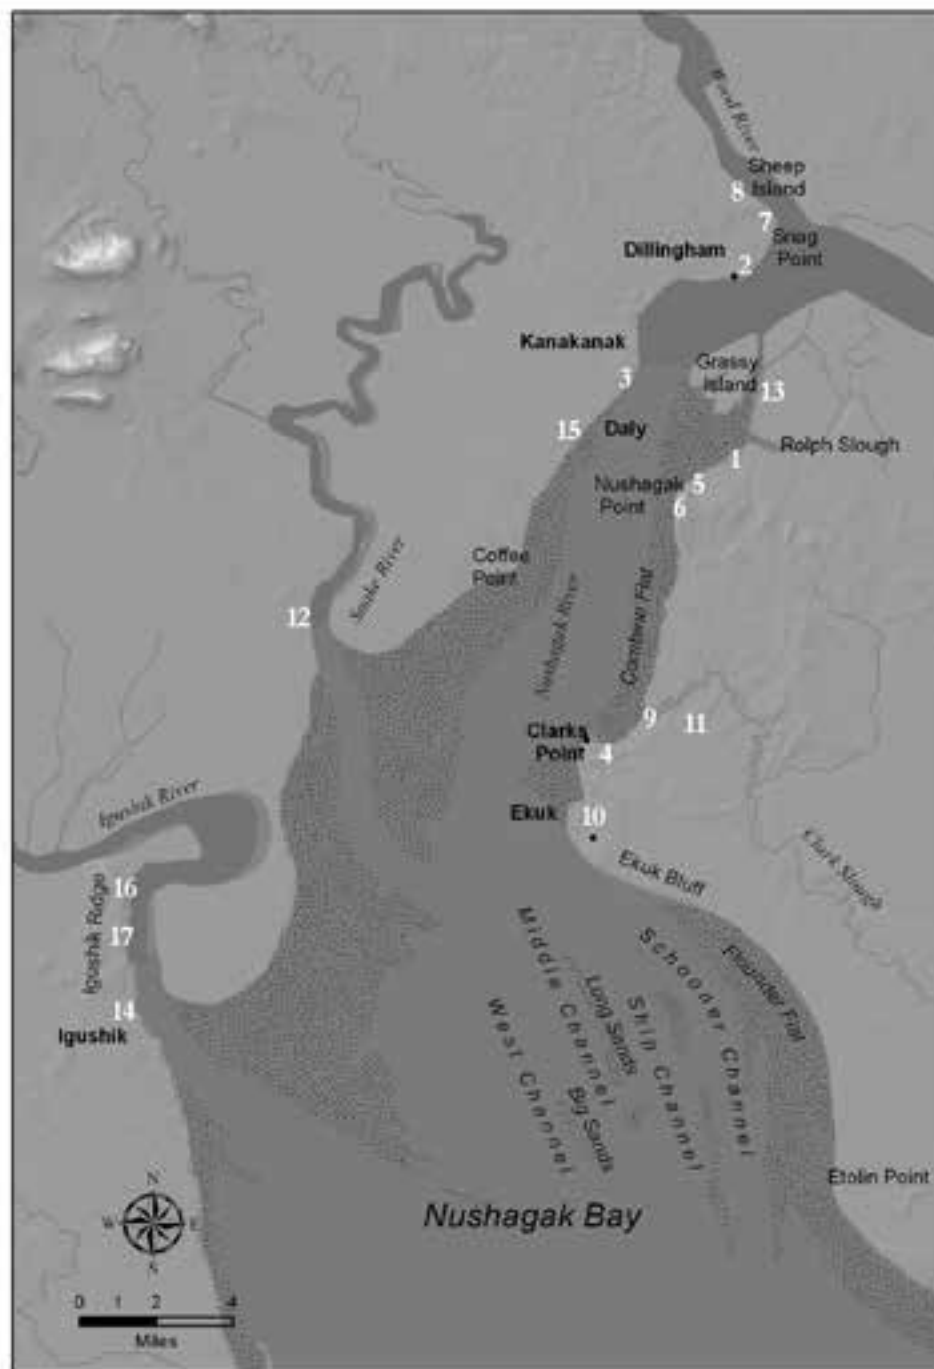 Wood River
Sheep
Island
8
7
Snag
Point
Dillingham
2
Kanakanak
Grassy
Island
3
13
15
Daly
Rolph Slough
1
Nushagak
Point
5
6
Coffee
Point
Snake River
Nushagak River
Combine Flat
12
9
11
Clarks
Point
4
Igushik River
Ekuk
10
Ekuk Bluff
Clark Slough
16
Igushik Ridge
17
14
Igushik
Middle Channel
Long Sands
Schooner Channel
Flounder Flat
Ship Channel
West Channel
Big Sands
Etolin Point
Nushagak Bay
N
W
E
S
0 1 2 4
Miles